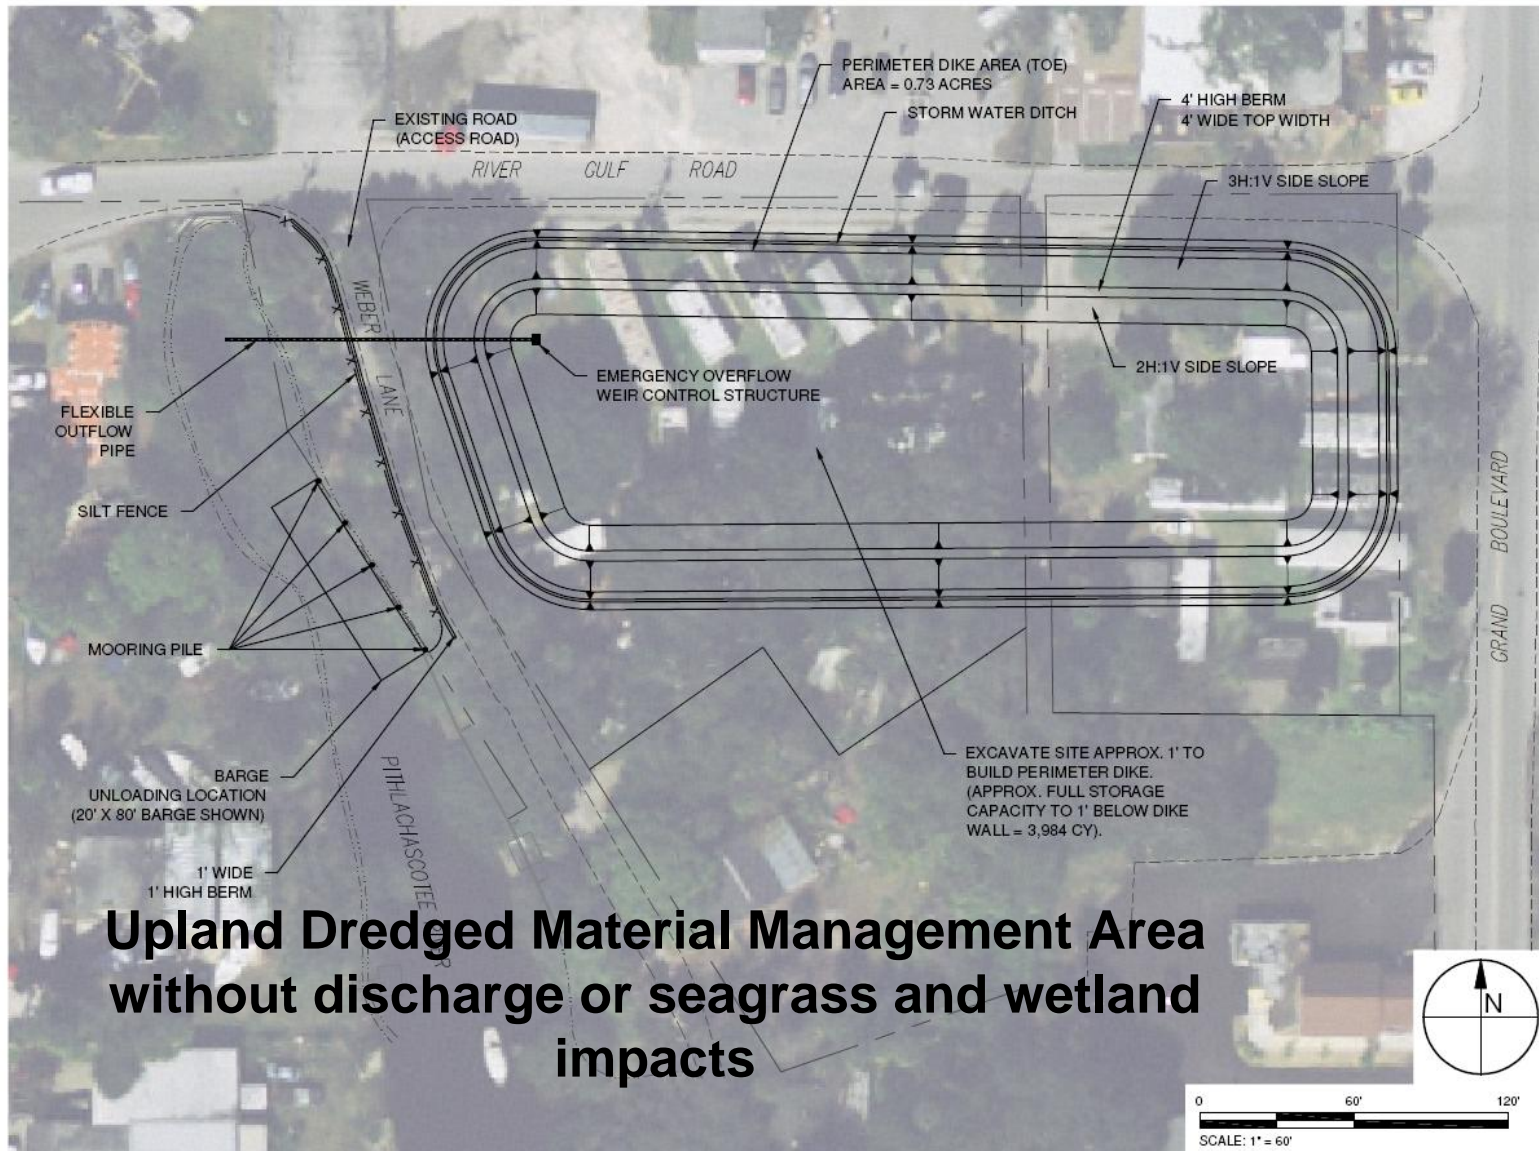 PERIMETER DIKE AREA (TOE)
AREA = 0.73 ACRES
4' HIGH BERM
4' WIDE TOP WIDTH
STORM WATER DITCH
EXISTING ROAD
(ACCESS ROAD)
RIVER GULF ROAD
3H:1V SIDE SLOPE
WEBER LANE
2H:1V SIDE SLOPE
EMERGENCY OVERFLOW
WEIR CONTROL STRUCTURE
FLEXIBLE
OUTFLOW
PIPE
SILT FENCE
GRAND BOULEVARD
MOORING PILE
BARGE
UNLOADING LOCATION
(20' X 80' BARGE SHOWN)
EXCAVATE SITE APPROX. 1' TO
BUILD PERIMETER DIKE.
(APPROX. FULL STORAGE
CAPACITY TO 1' BELOW DIKE
WALL = 3,984 CY).
1' WIDE
1' HIGH BERM
PITHLACHASCOTEE
Upland Dredged Material Management Area
without discharge or seagrass and wetland
impacts
N
0 60' 120'
SCALE: 1" = 60'